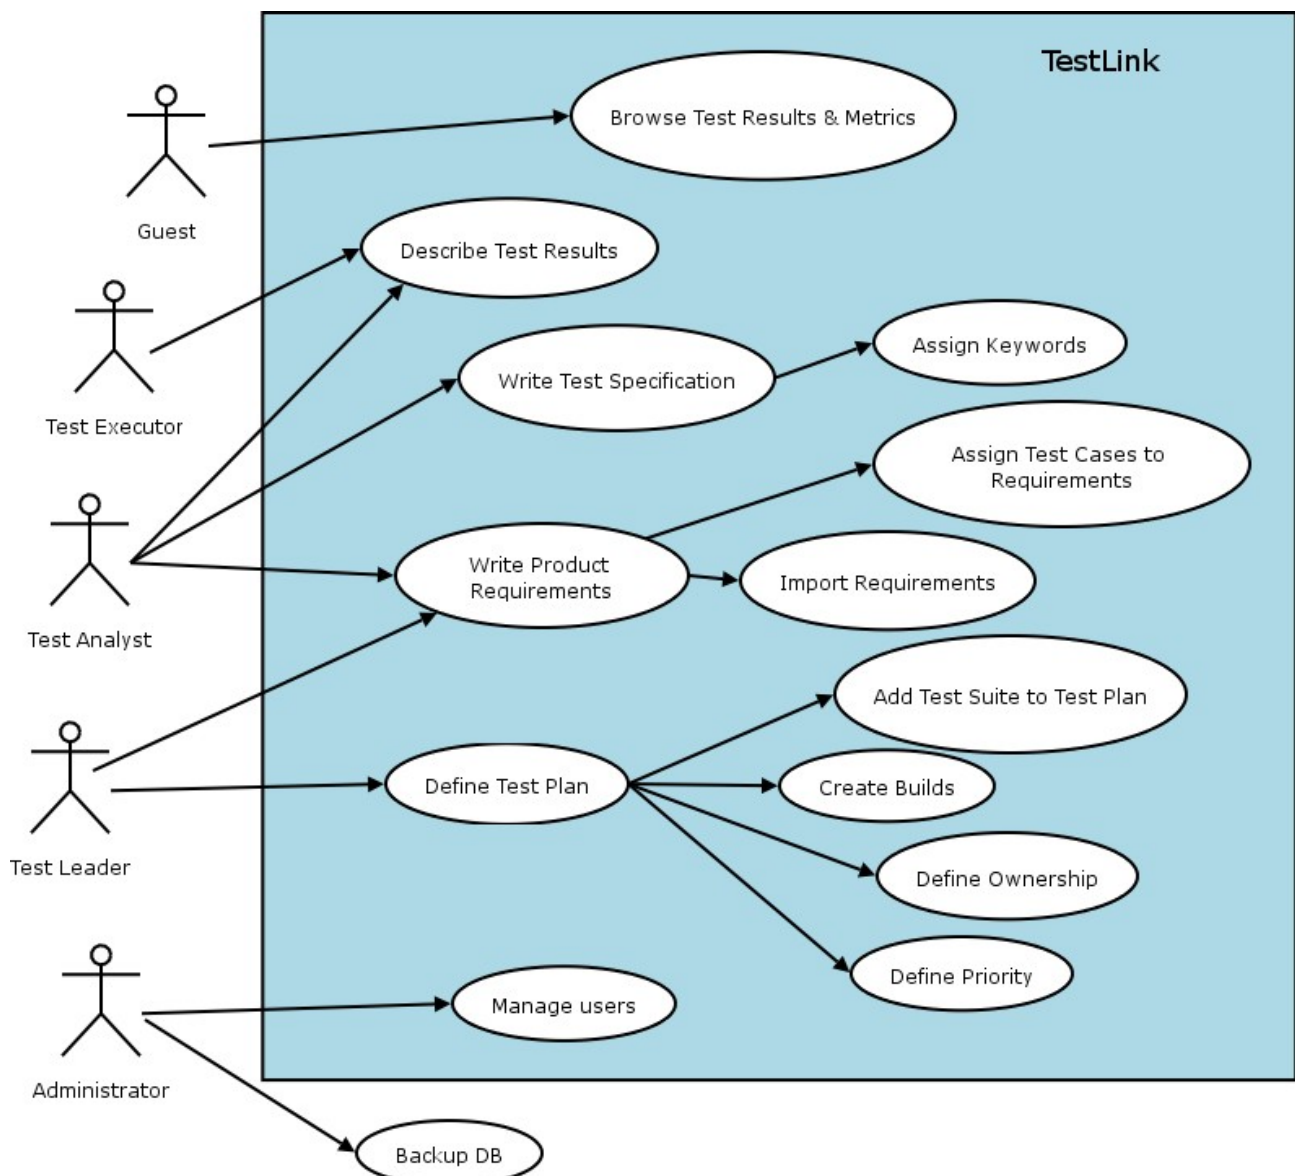 TestLink
Browse Test Results & Metrics
Guest
Describe Test Results
Assign Keywords
Write Test Specification
Test Executor
Assign Test Cases to
Requirements
Write Product
Requirements
Import Requirements
Test Analyst
Add Test Suite to Test Plan
Define Test Plan
Create Builds
Test Leader
Define Ownership
Define Priority
Manage users
Administrator
Backup DB